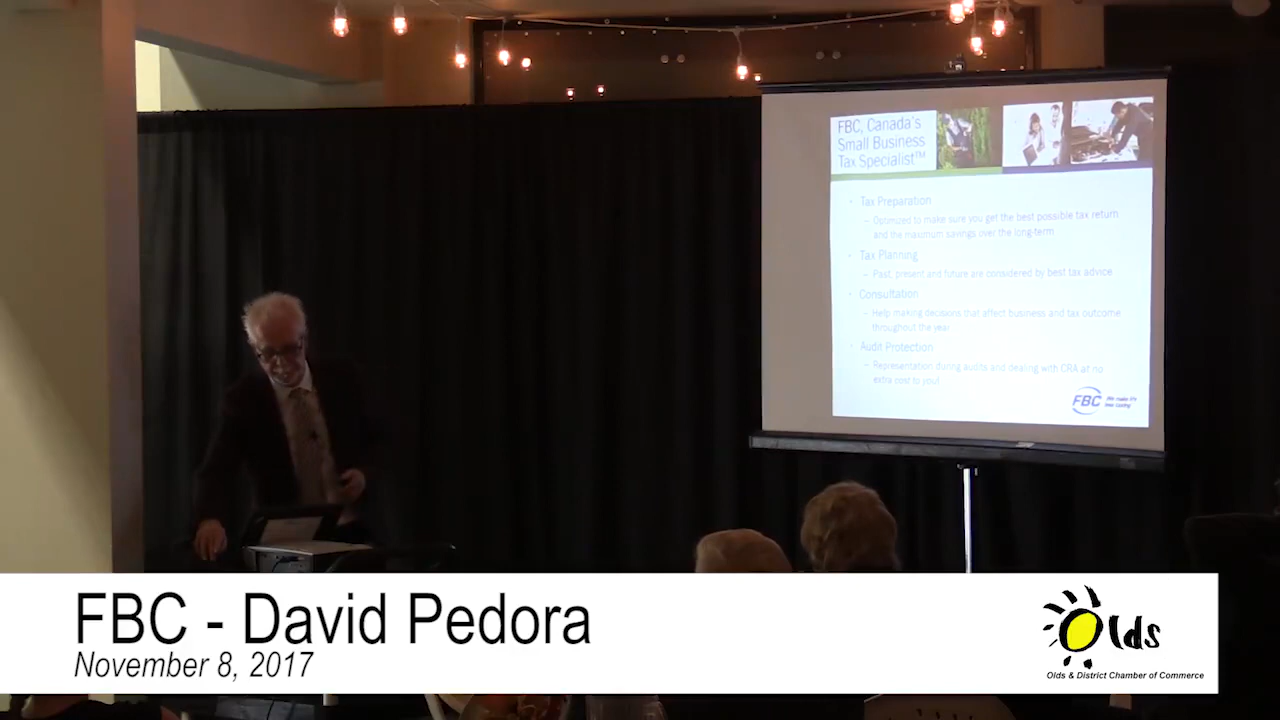 FBC, Canada's
Small Business
Tax Specialist™
- Tax Preparation
– Optimized to make sure you get the best possible tax return
and the maximum savings over the long-term
- Tax Planning
– Past, present and future are considered by best tax advice
- Consultation
– Help making decisions that affect business and tax outcome
throughout the year
- Audit Protection
– Representation during audits and dealing with CRA at no
extra cost to you!
FBC
FBC - David Pedora
November 8, 2017
Olds
Olds & District Chamber of Commerce